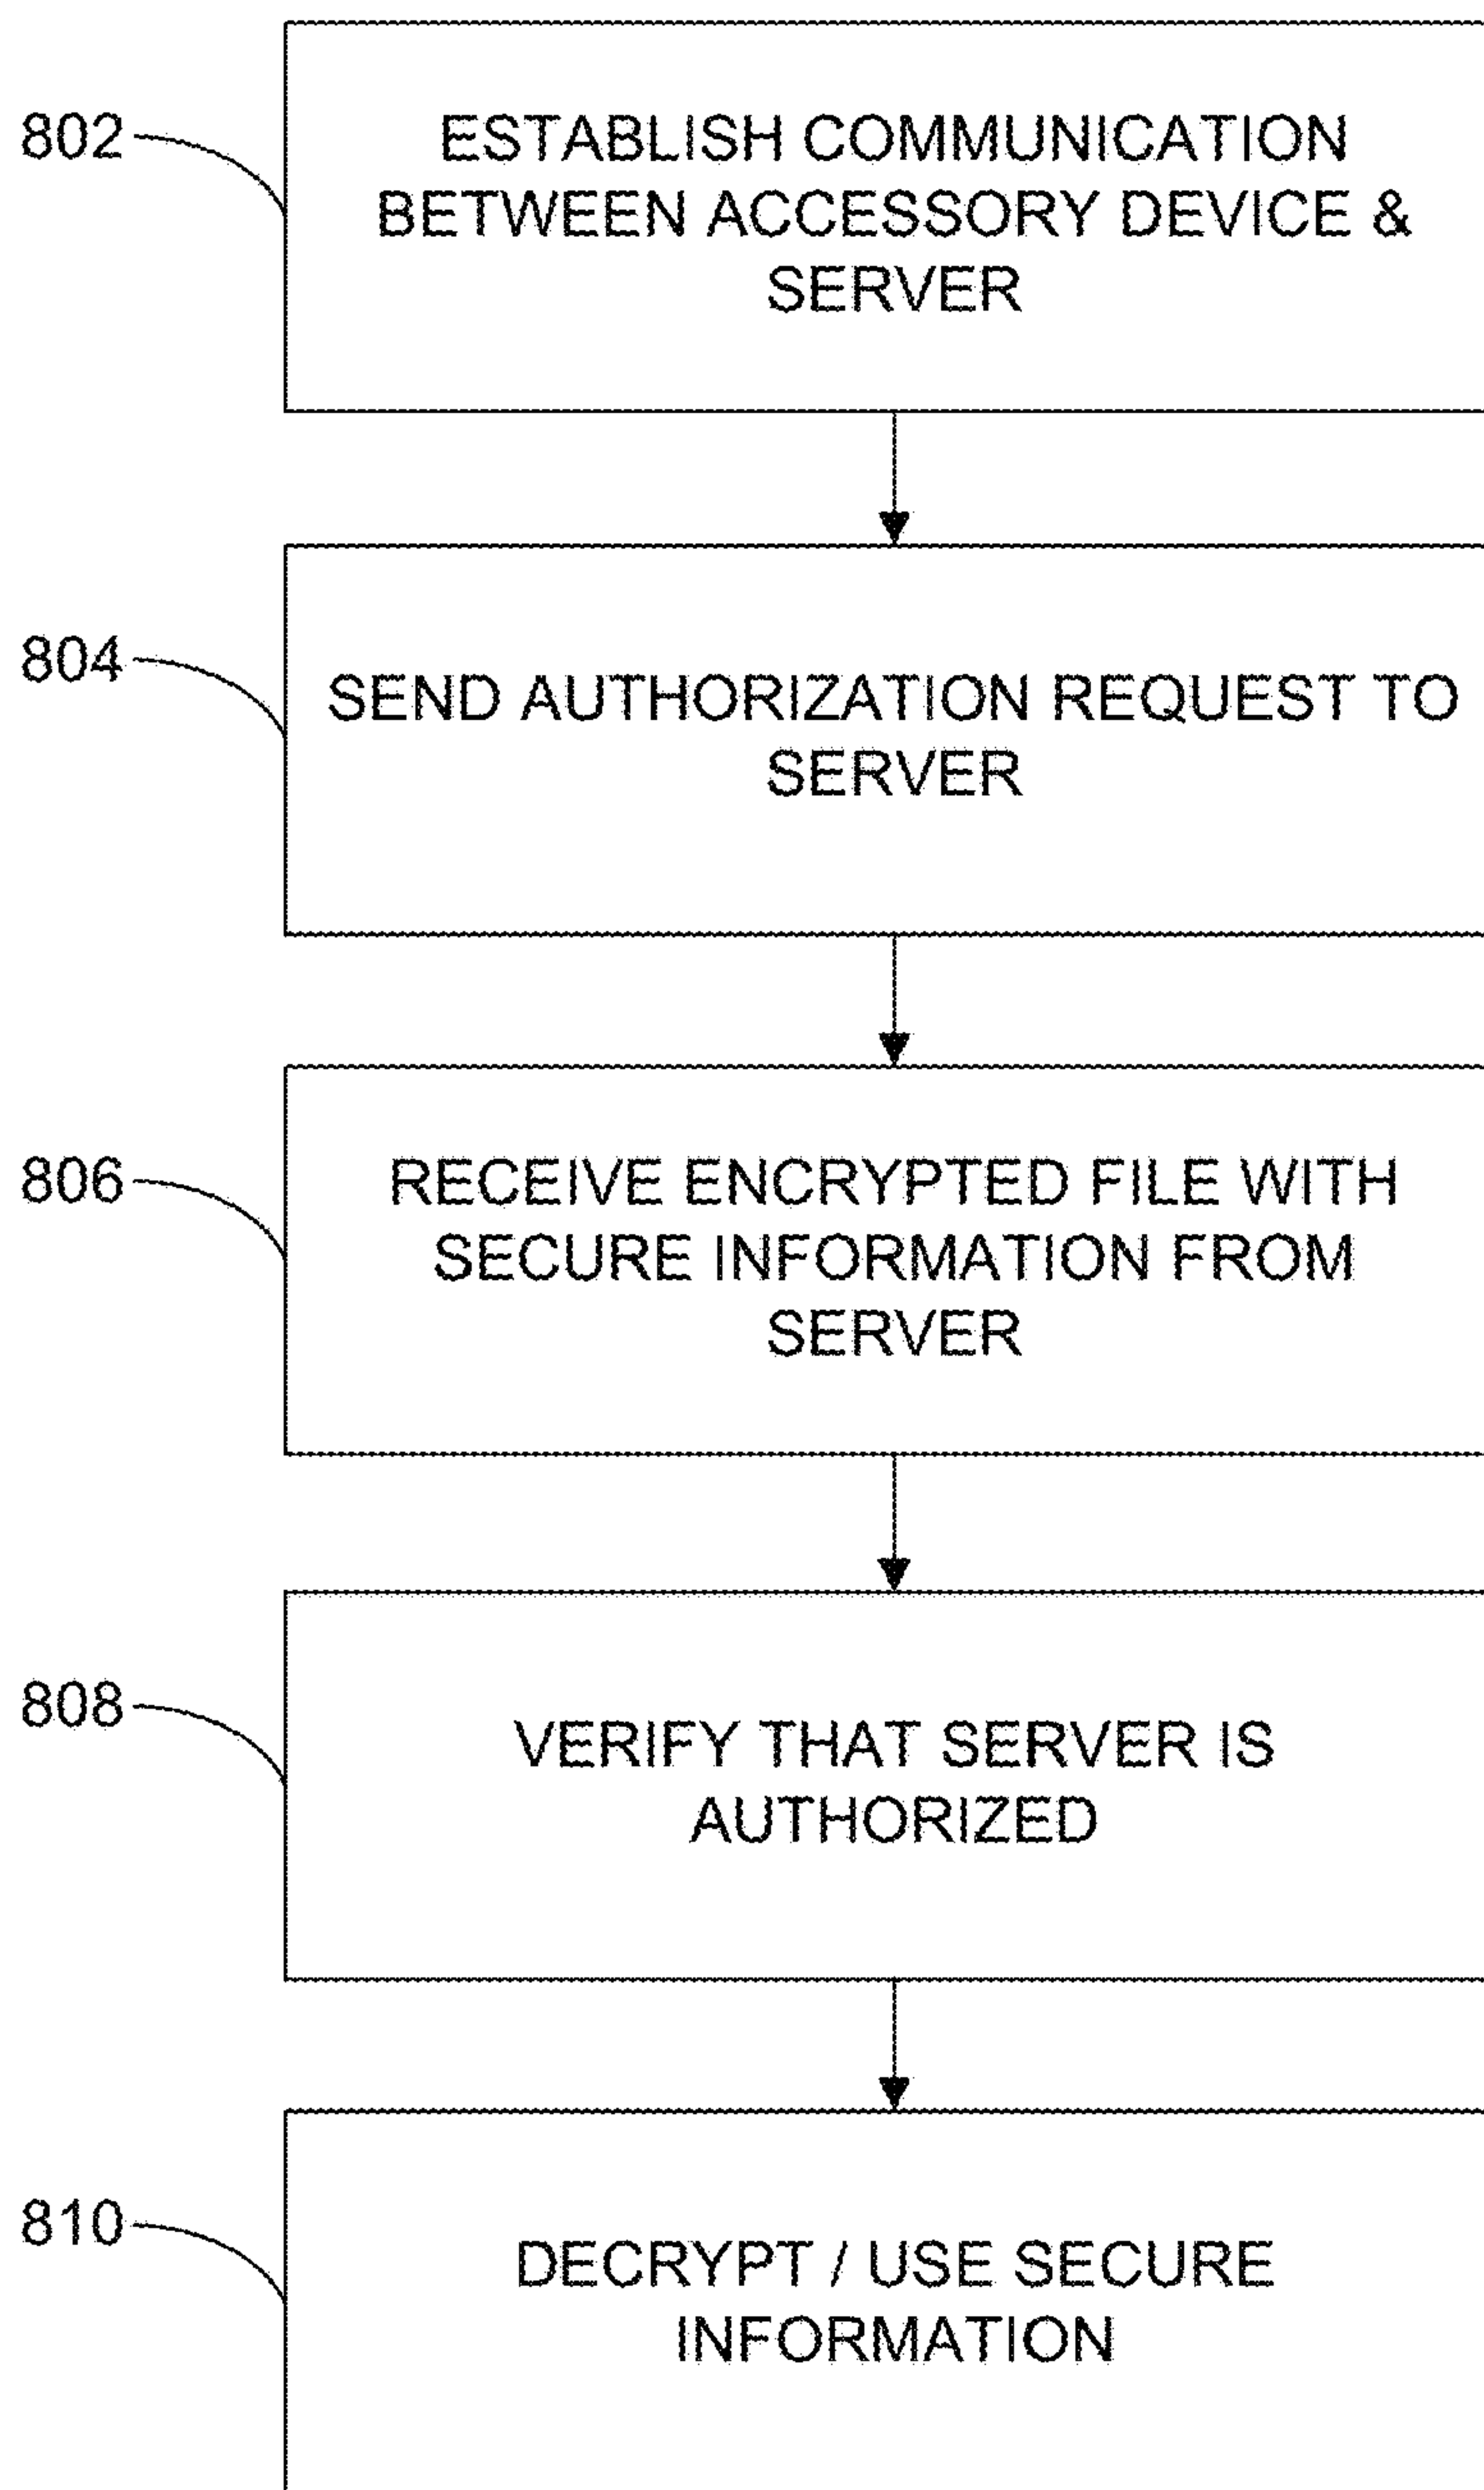 802
ESTABLISH COMMUNICATION
BETWEEN ACCESSORY DEVICE &
SERVER
804
SEND AUTHORIZATION REQUEST TO
SERVER
806
RECEIVE ENCRYPTED FILE WITH
SECURE INFORMATION FROM
SERVER
808
VERIFY THAT SERVER IS
AUTHORIZED
810
DECRYPT / USE SECURE
INFORMATION